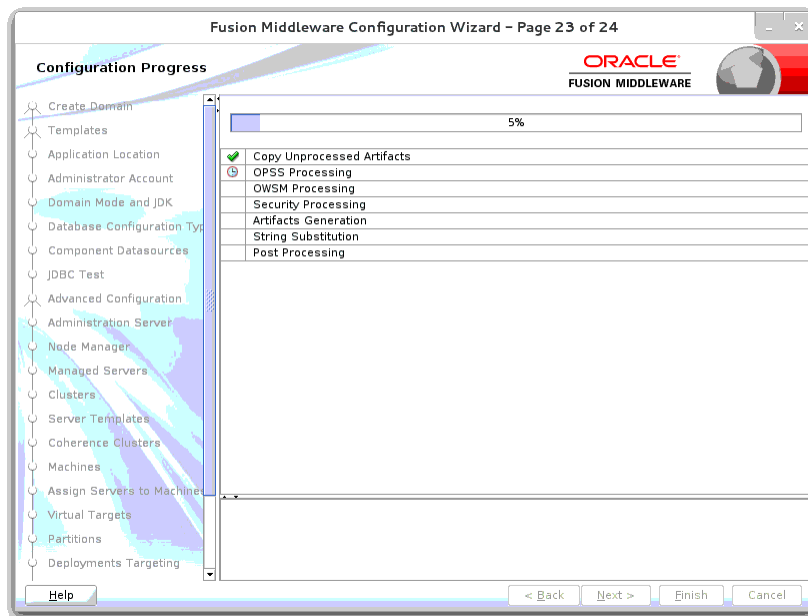 Fusion Middleware Configuration Wizard – Page 23 of 24
Configuration Progress
ORACLE
FUSION MIDDLEWARE
Create Domain
Templates
Application Location
Administrator Account
Domain Mode and JDK
Database Configuration Typ
Component Datasources
JDBC Test
Advanced Configuration
Administration Server
Node Manager
Managed Servers
Clusters
Server Templates
Coherence Clusters
Machines
Assign Servers to Machines
Virtual Targets
Partitions
Deployments Targeting
5%
Copy Unprocessed Artifacts
OPSS Processing
OWSM Processing
Security Processing
Artifacts Generation
String Substitution
Post Processing
Help
< Back
Next >
Finish
Cancel